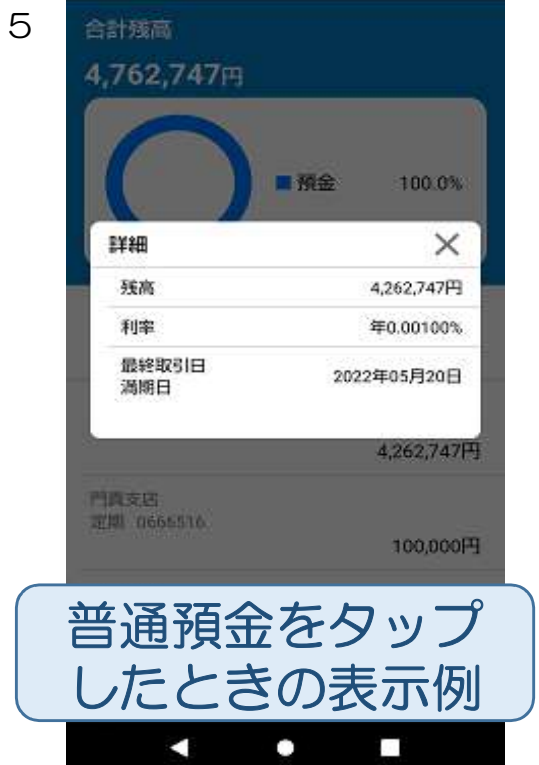 5
合計残高
4,762,747円
預金 100.0%
詳細
残高 4,262,747円
利率 年0.00100%
最終取引日
満期日 2022年05月20日
4,262,747円
門真支店
定期 0666516
100,000円
普通預金をタップ
したときの表示例